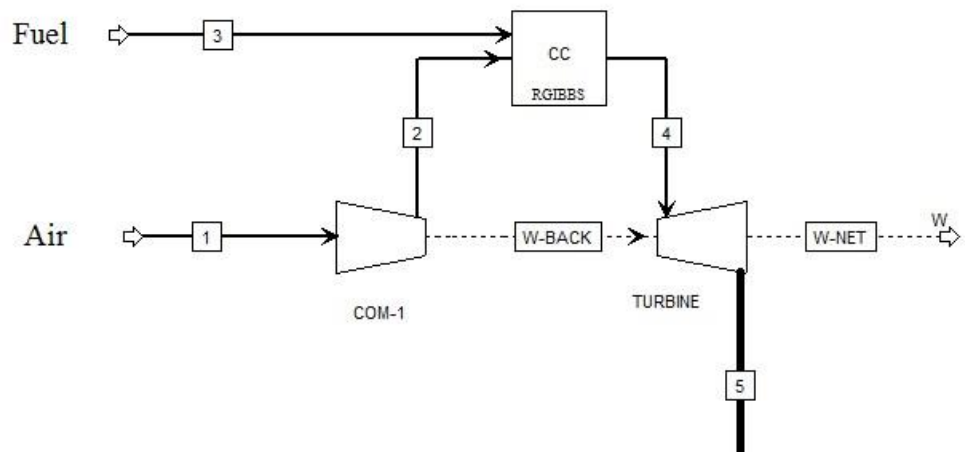 Fuel
3
CC
RGIBBS
2
4
Air
1
W-BACK
W-NET
W
COM-1
TURBINE
5